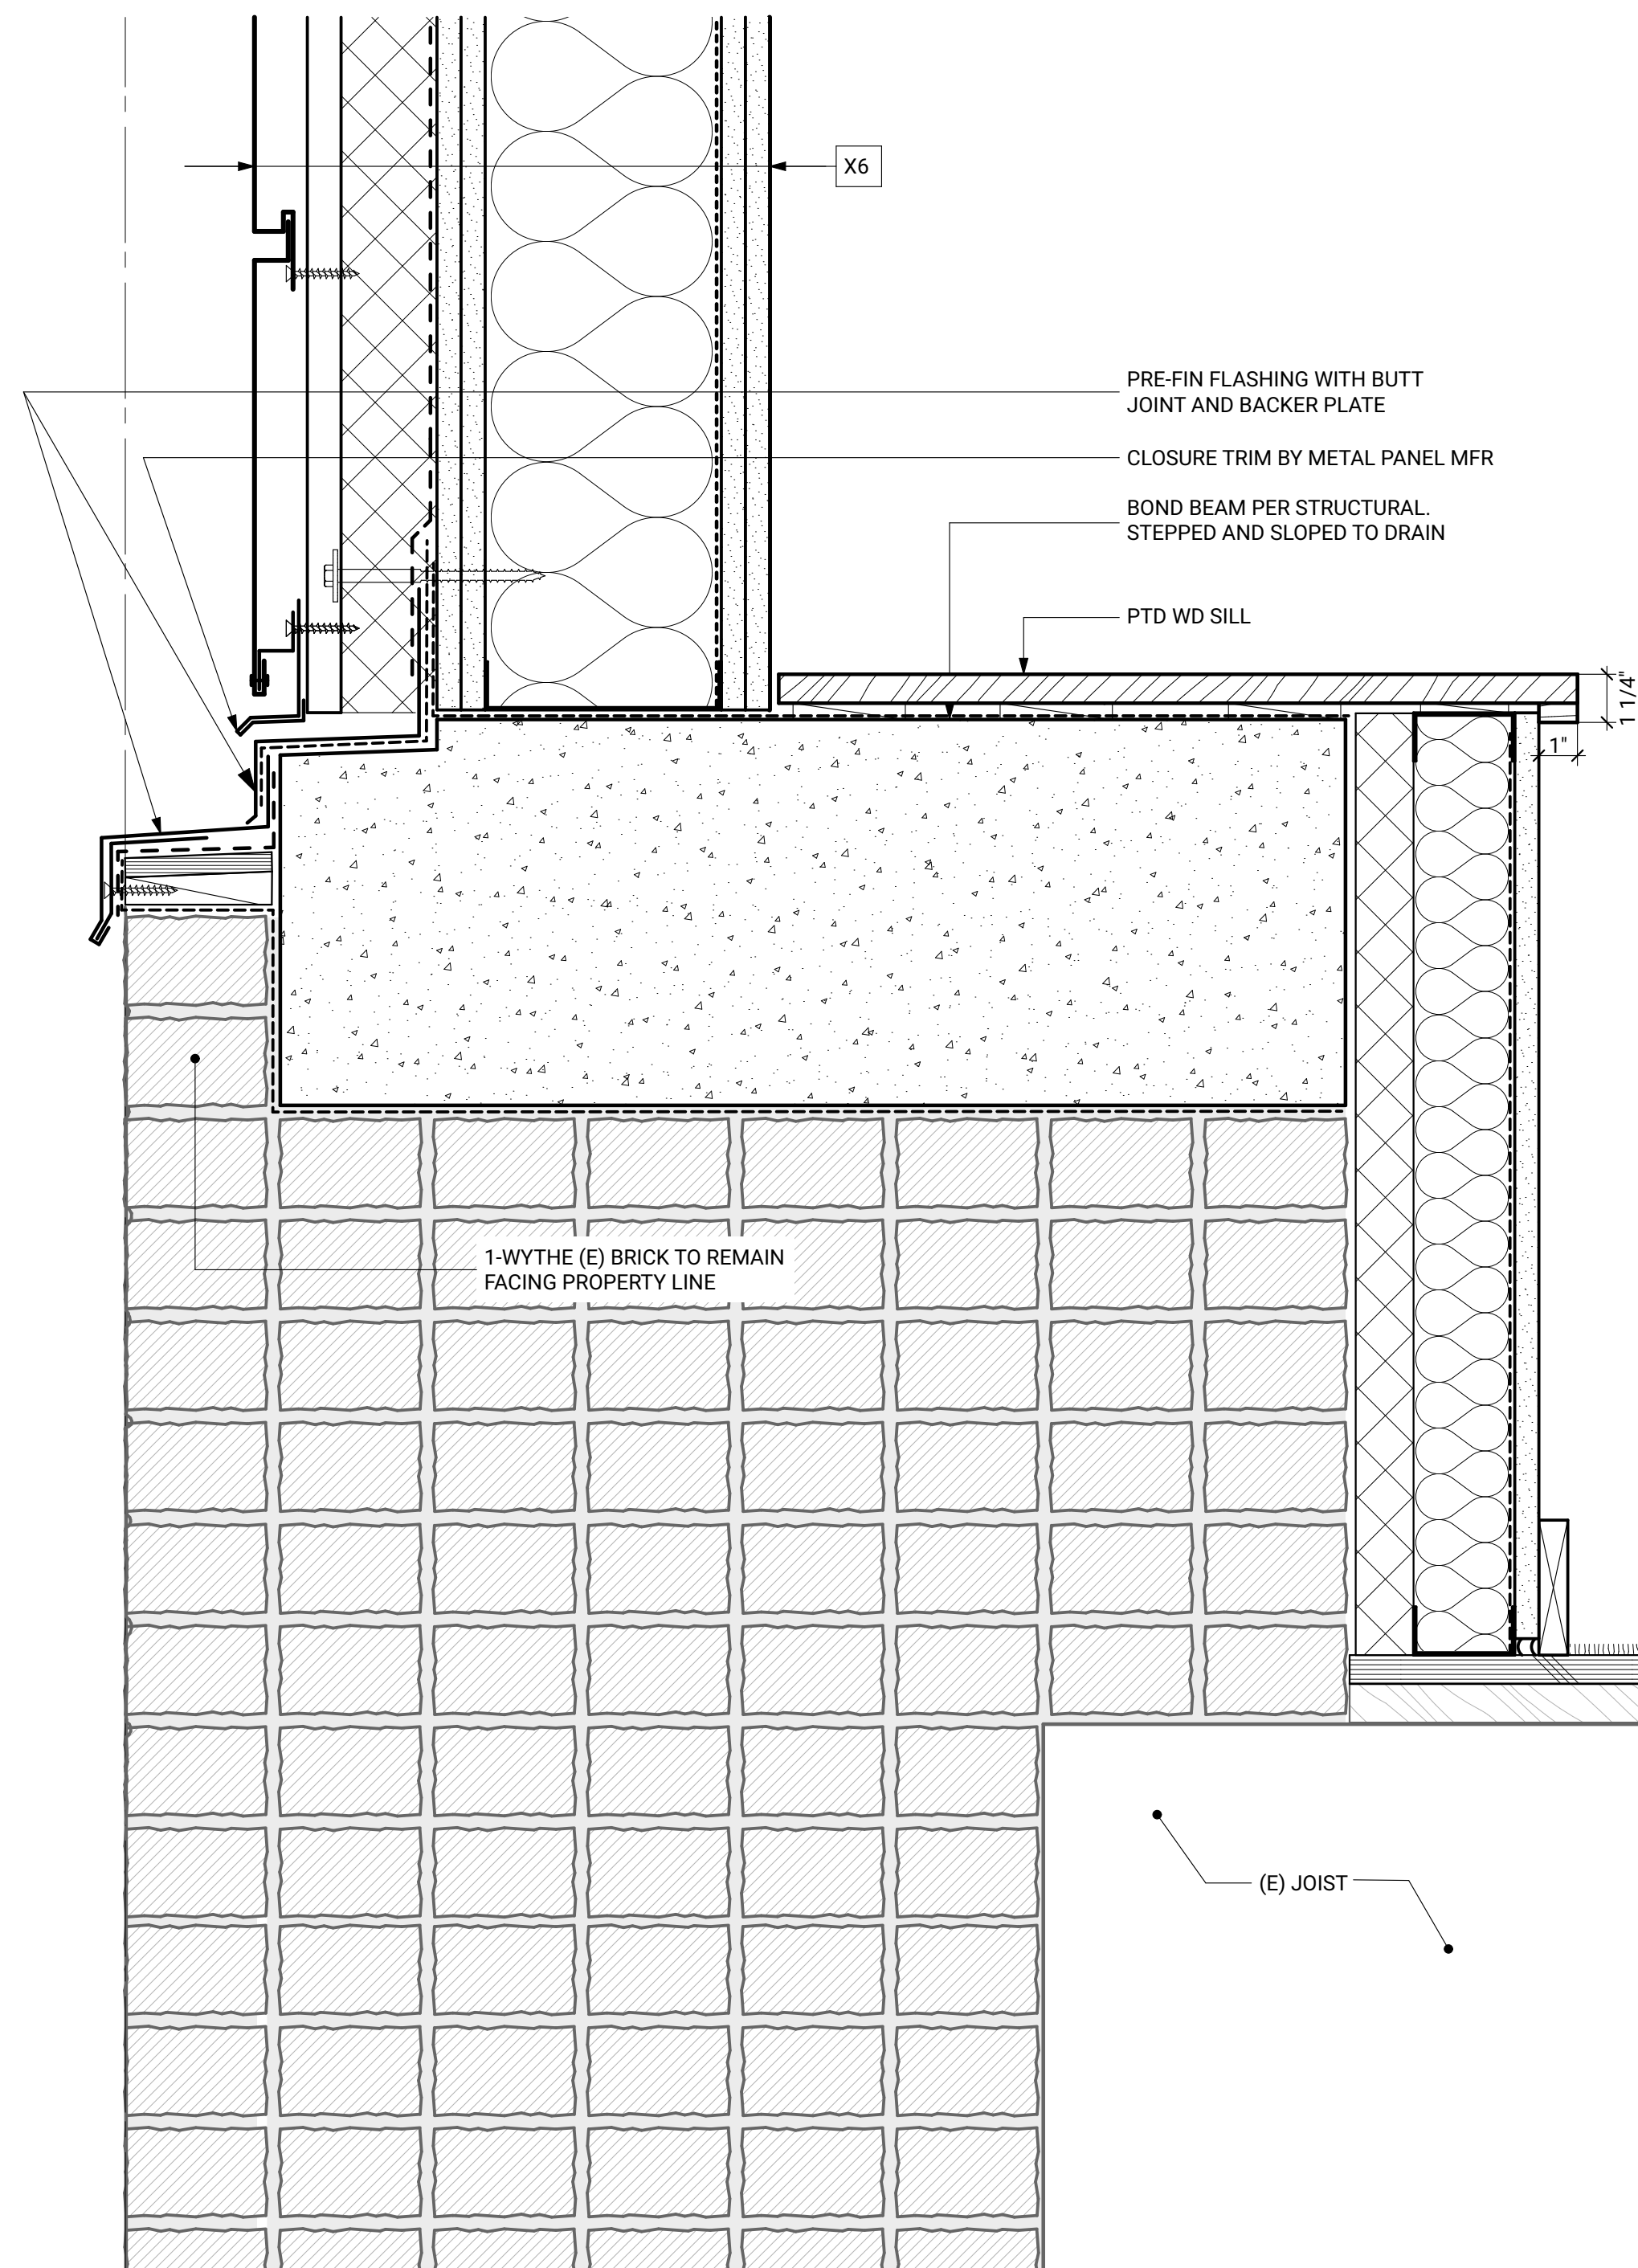 X6
PRE-FIN FLASHING WITH BUTT
JOINT AND BACKER PLATE
CLOSURE TRIM BY METAL PANEL MFR
BOND BEAM PER STRUCTURAL.
STEPPED AND SLOPED TO DRAIN
PTD WD SILL
1 1/4"
1"
1-WYTHE (E) BRICK TO REMAIN
FACING PROPERTY LINE
(E) JOIST